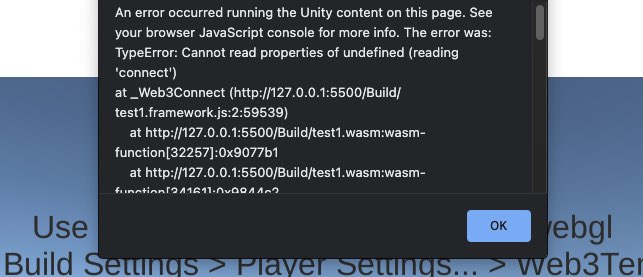 An error occurred running the Unity content on this page. See
your browser JavaScript console for more info. The error was:
TypeError: Cannot read properties of undefined (reading
'connect')
at _Web3Connect (http://127.0.0.1:5500/Build/
test1.framework.js:2:59539)
at http://127.0.0.1:5500/Build/test1.wasm:wasm-
function[32257]:0x9077b1
at http://127.0.0.1:5500/Build/test1.wasm:wasm-
function[34161]:0x9844c2
OK
Use webgl
Build Settings > Player Settings... > Web3Te